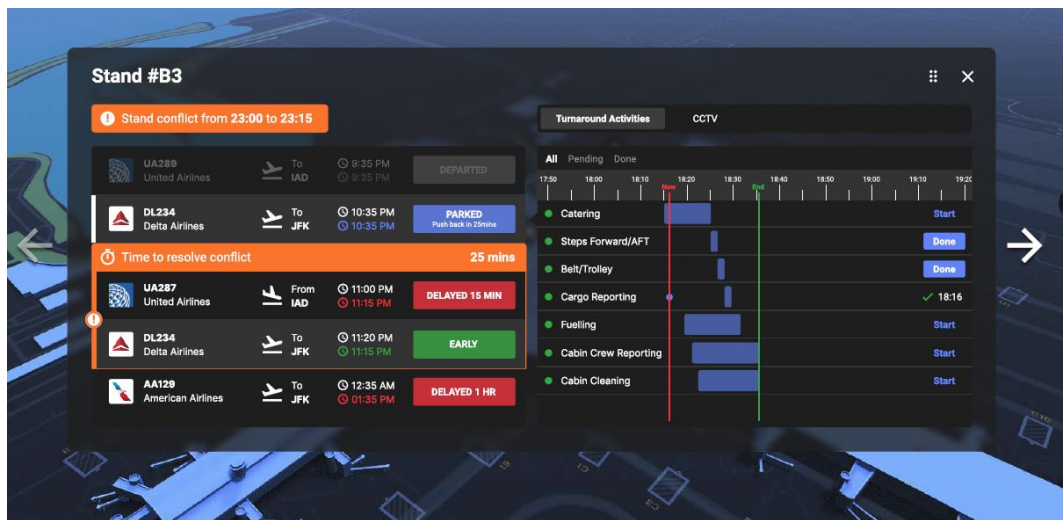 Stand #B3
Stand conflict from 23:00 to 23:15
UA289
United Airlines
To
IAD
9:35 PM
9:35 PM
DEPARTED
DL234
Delta Airlines
To
JFK
10:35 PM
10:35 PM
PARKED
Push back in 25mins
Time to resolve conflict
25 mins
UA287
United Airlines
From
IAD
11:00 PM
11:15 PM
DELAYED 15 MIN
DL234
Delta Airlines
To
JFK
11:20 PM
11:15 PM
EARLY
AA129
American Airlines
To
JFK
12:35 AM
01:35 PM
DELAYED 1 HR
Turnaround Activities
CCTV
All Pending Done
17:50 18:00 18:10 18:20 18:30 18:40 18:50 19:00 19:10 19:20
Now
End
Catering
Start
Steps Forward/AFT
Done
Belt/Trolley
Done
Cargo Reporting
18:16
Fuelling
Start
Cabin Crew Reporting
Start
Cabin Cleaning
Start